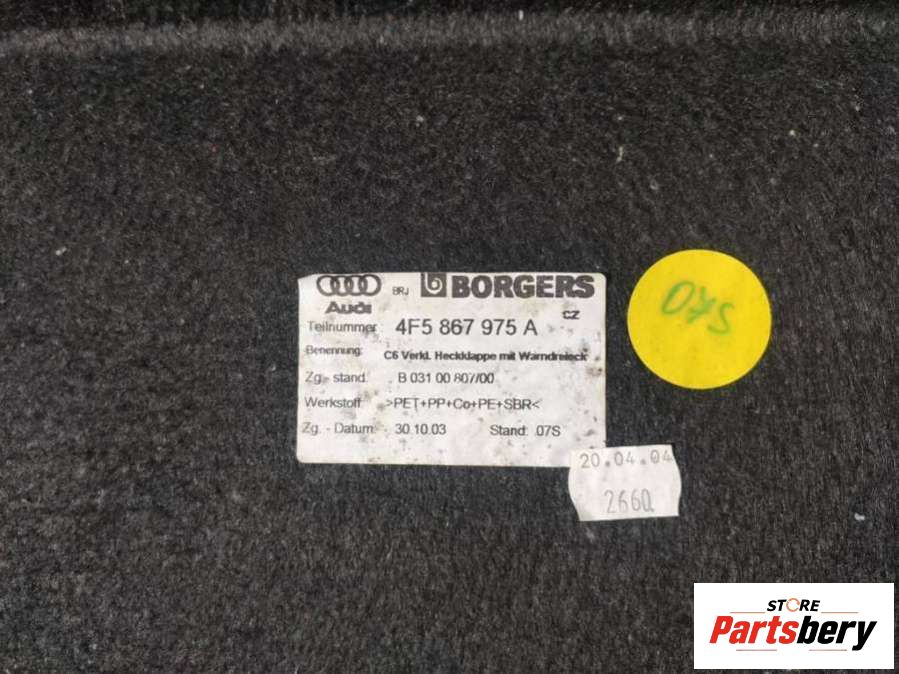 Audi BRJ BORGERS
CZ
Teilnummer: 4F5 867 975 A
Benennung: C6 Verkl. Heckklappe mit Warndreieck
Zg.- stand: B 031 00 807/00
Werkstoff: >PET+PP+Co+PE+SBR<
Zg. - Datum: 30.10.03 Stand: .07S
07S
20.04.04
2660
STORE
Partsbery